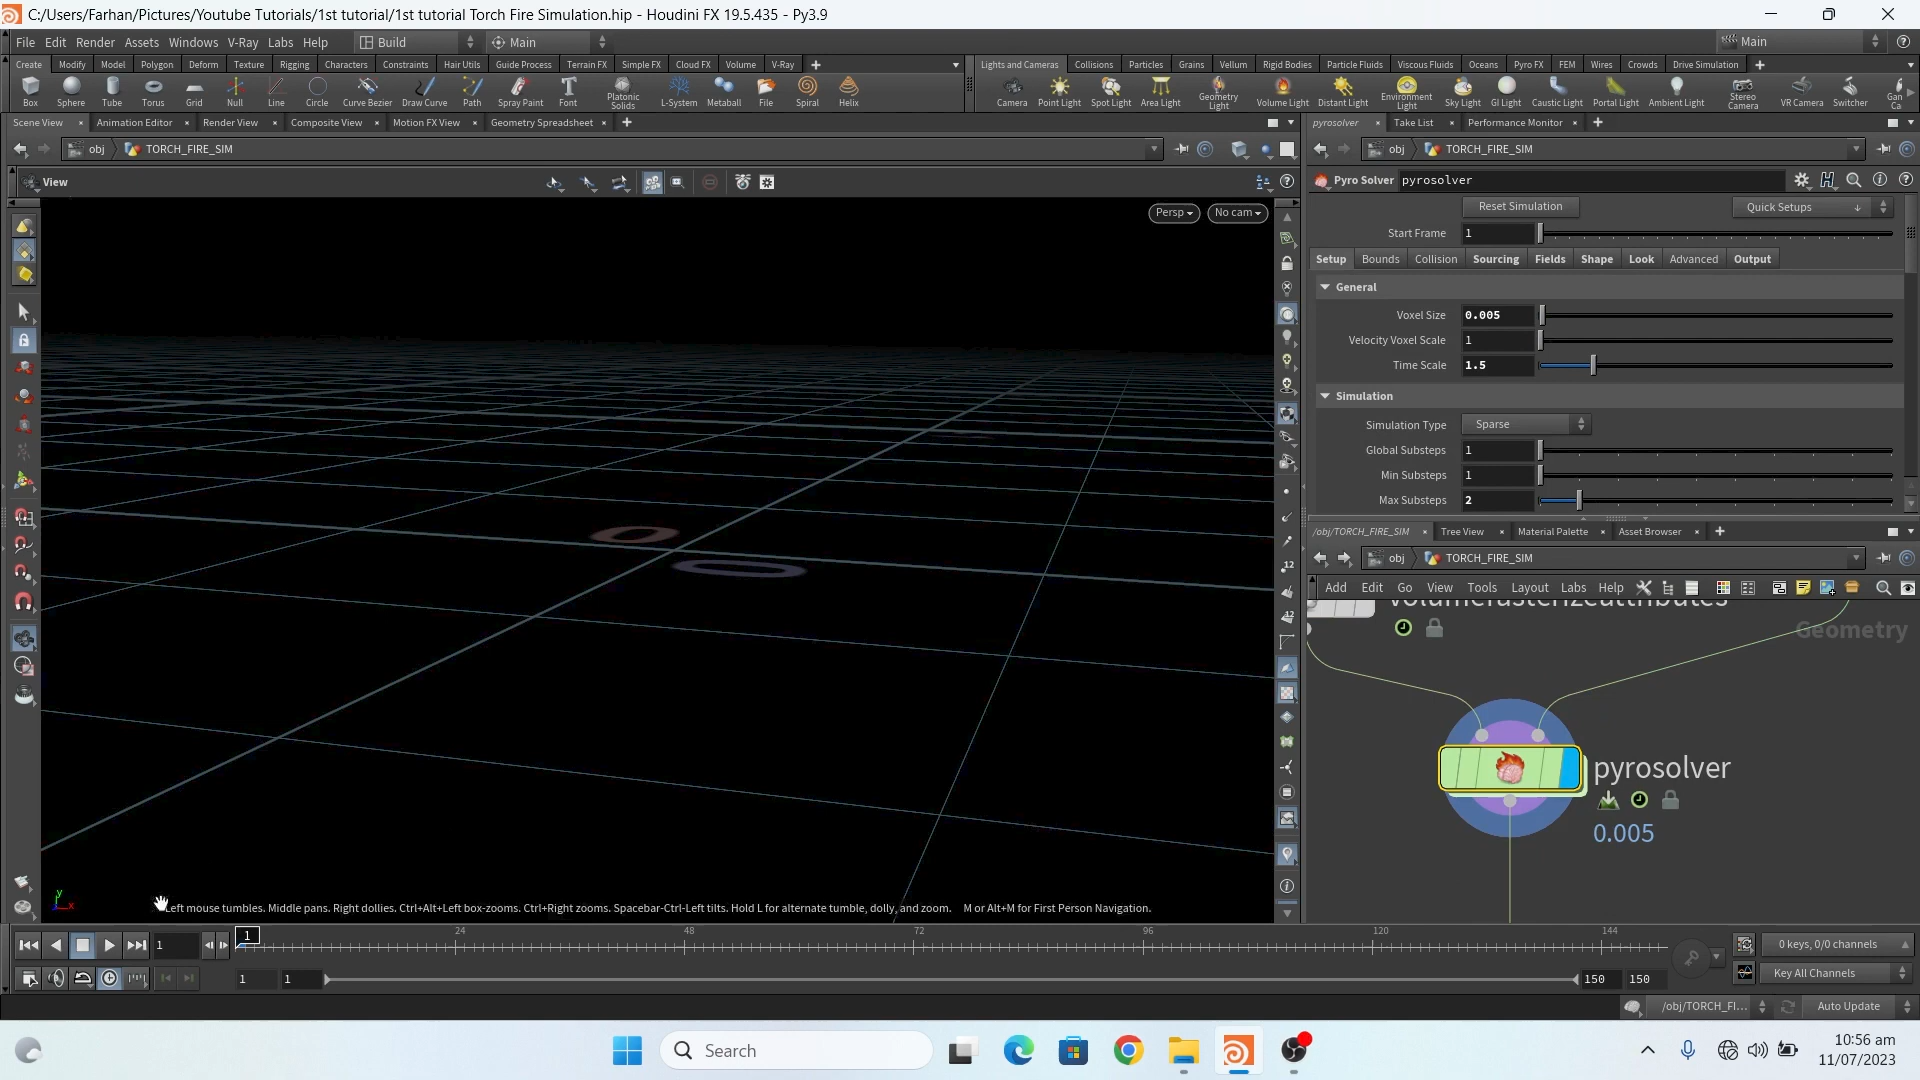 C:/Users/Farhan/Pictures/Youtube Tutorials/1st tutorial/1st tutorial Torch Fire Simulation.hip - Houdini FX 19.5.435 - Py3.9
File Edit Render Assets Windows V-Ray Labs Help Build Main Main
Create Modify Model Polygon Deform Texture Rigging Characters Constraints Hair Utils Guide Process Terrain FX Simple FX Cloud FX Volume V-Ray
Lights and Cameras Collisions Particles Grains Vellum Rigid Bodies Particle Fluids Viscous Fluids Oceans Pyro FX FEM Wires Crowds Drive Simulation
Box Sphere Tube Torus Grid Null Line Circle Curve Bezier Draw Curve Path Spray Paint Font Platonic Solids L-System Metaball File Spiral Helix
Camera Point Light Spot Light Area Light Geometry Light Volume Light Distant Light Environment Light Sky Light GI Light Caustic Light Portal Light Ambient Light Stereo Camera VR Camera Switcher Gan Ca
Scene View Animation Editor Render View Composite View Motion FX View Geometry Spreadsheet
pyrosolver Take List Performance Monitor
obj TORCH_FIRE_SIM
obj TORCH_FIRE_SIM
View
Pyro Solver pyrosolver
Persp No cam
Reset Simulation Quick Setups
Start Frame 1
Setup Bounds Collision Sourcing Fields Shape Look Advanced Output
General
Voxel Size 0.005
Velocity Voxel Scale 1
Time Scale 1.5
Simulation
Simulation Type Sparse
Global Substeps 1
Min Substeps 1
Max Substeps 2
/obj/TORCH_FIRE_SIM Tree View Material Palette Asset Browser
obj TORCH_FIRE_SIM
Add Edit Go View Tools Layout Labs Help
volumerasterizeattributes
Geometry
pyrosolver
0.005
Left mouse tumbles. Middle pans. Right dollies. Ctrl+Alt+Left box-zooms. Ctrl+Right zooms. Spacebar-Ctrl-Left tilts. Hold L for alternate tumble, dolly, and zoom. M or Alt+M for First Person Navigation.
1 1 24 48 72 96 120 144
0 keys, 0/0 channels
1 1 150 150
Key All Channels
/obj/TORCH_FI... Auto Update
Search
10:56 am
11/07/2023